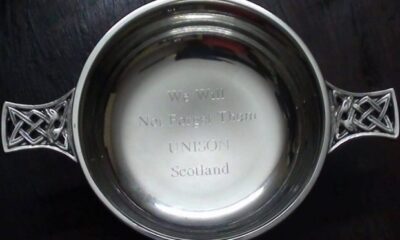 We Will
Not Forget Them
UNISON
Scotland